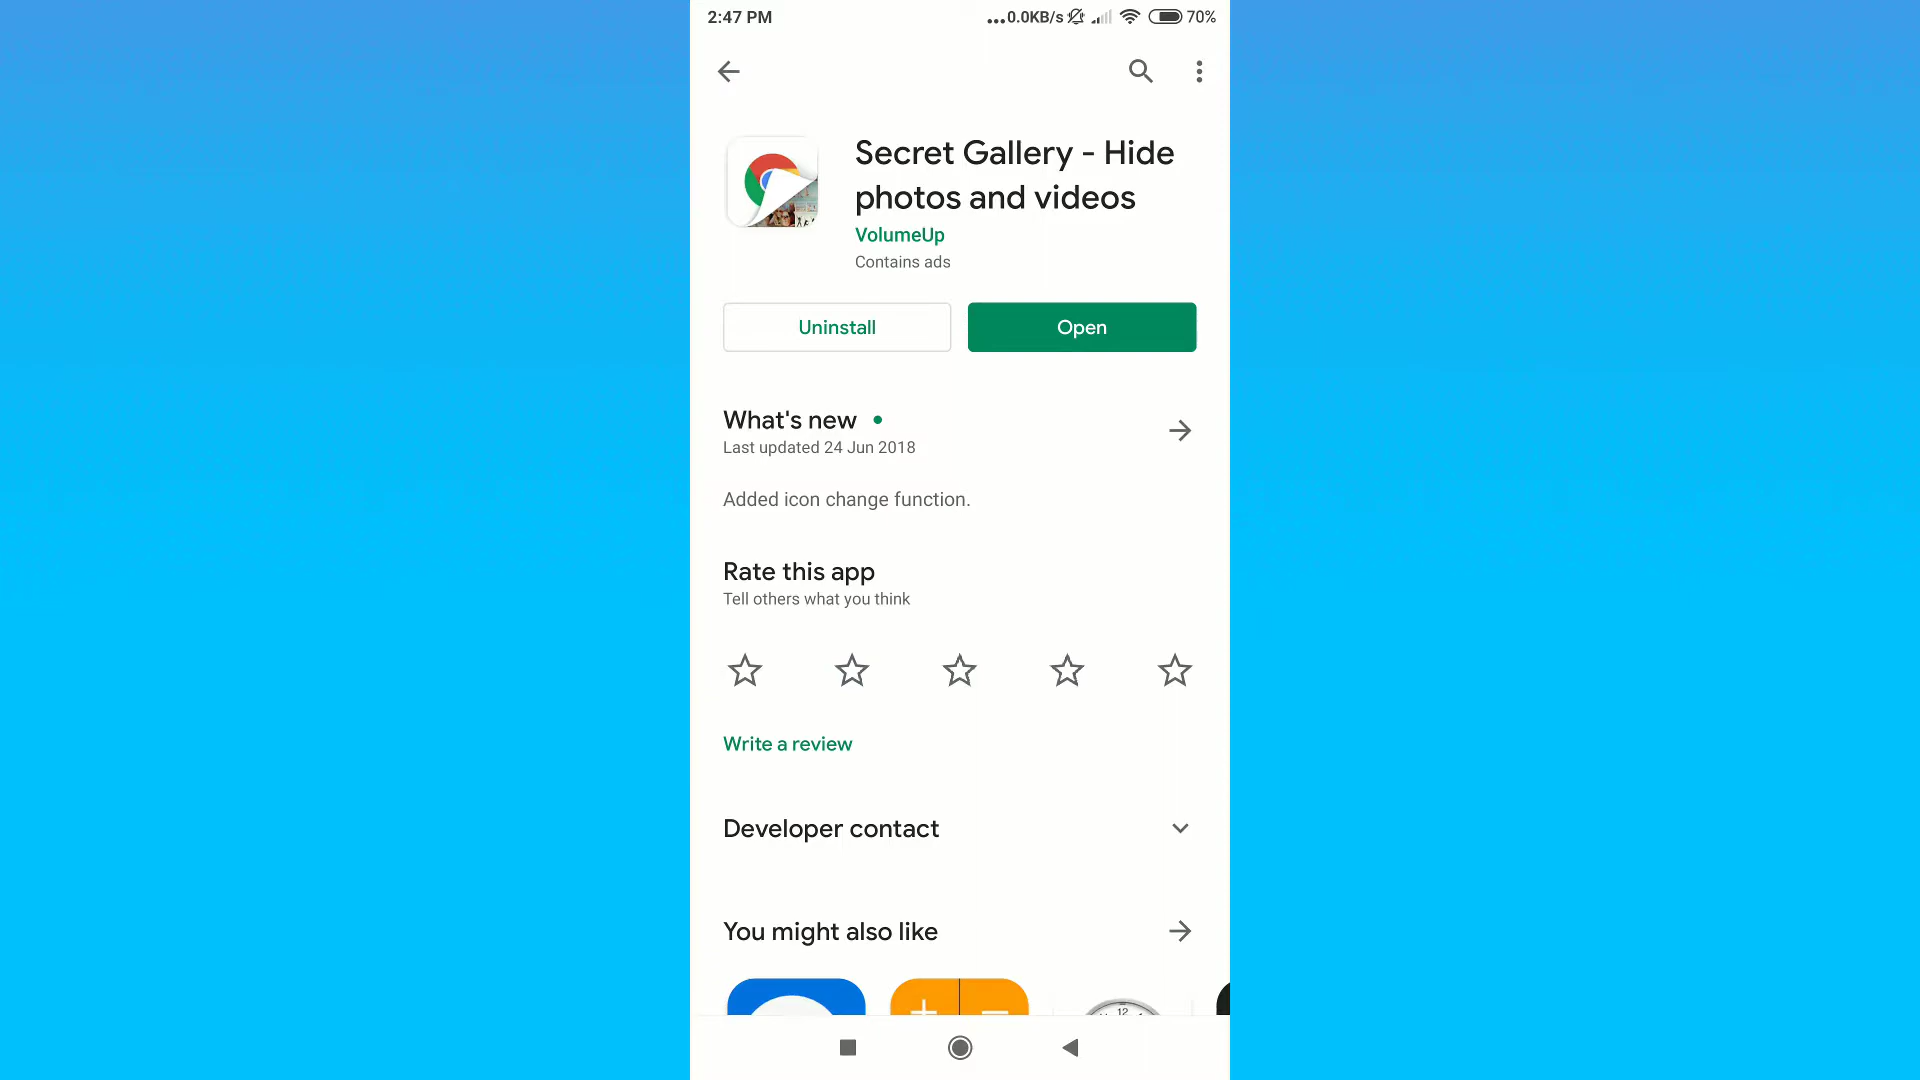 2:47 PM
...0.0KB/s
70%
Secret Gallery - Hide
photos and videos
VolumeUp
Contains ads
Uninstall
Open
What's new
Last updated 24 Jun 2018
Added icon change function.
Rate this app
Tell others what you think
Write a review
Developer contact
You might also like
12